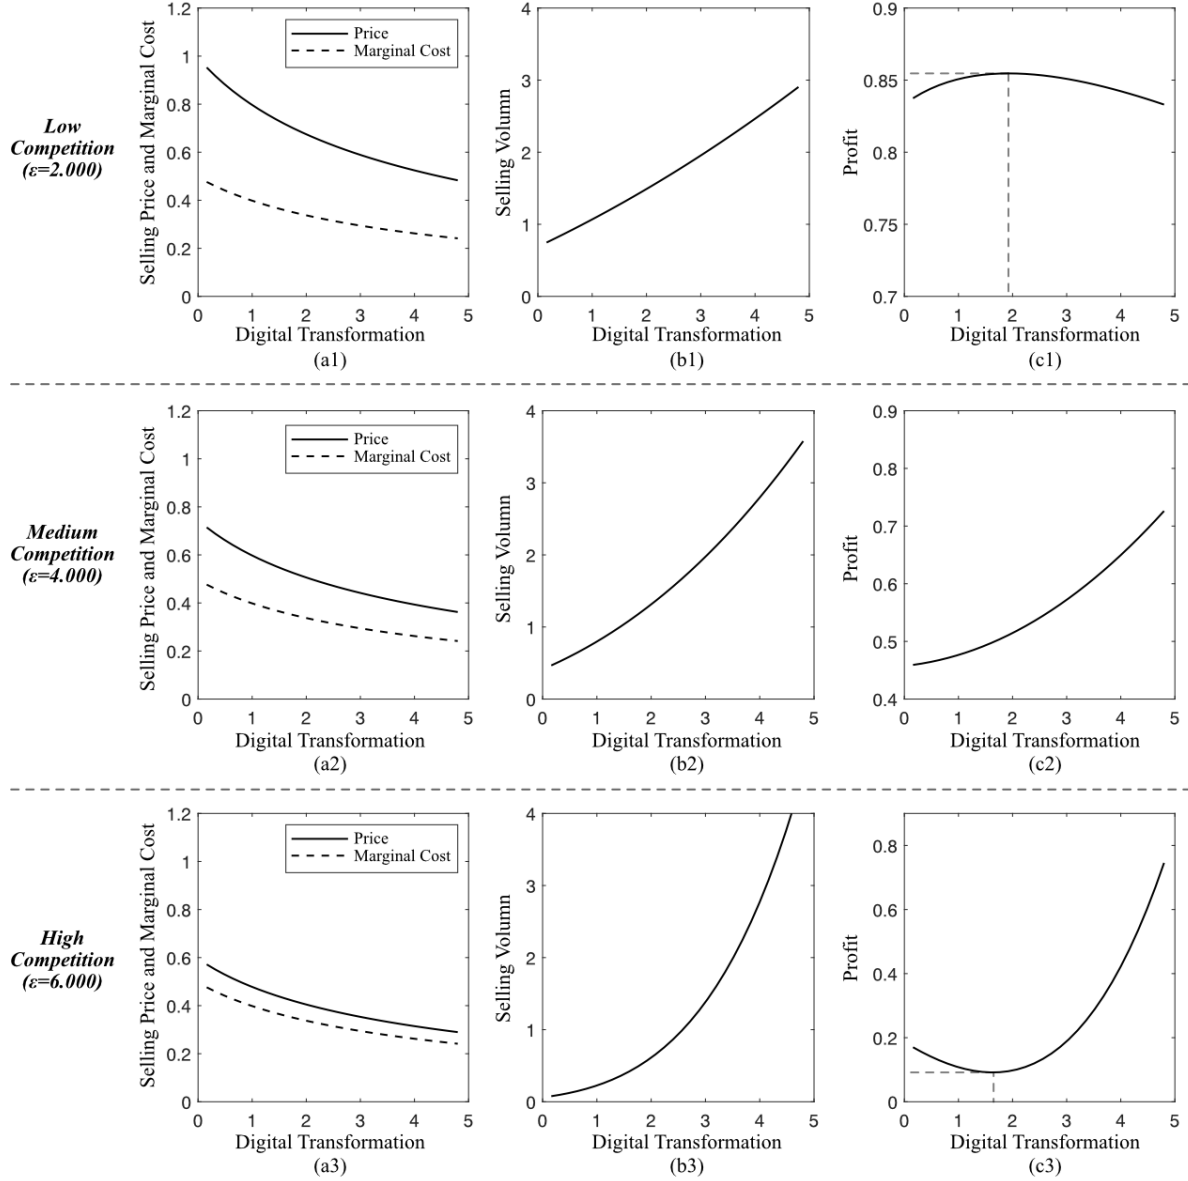 Low
Competition
(ε=2.000)
Selling Price and Marginal Cost
1.2
1
0.8
0.6
0.4
0.2
0
Price
Marginal Cost
0 1 2 3 4 5
Digital Transformation
(a1)
Selling Volumn
4
3
2
1
0
0 1 2 3 4 5
Digital Transformation
(b1)
Profit
0.9
0.85
0.8
0.75
0.7
0 1 2 3 4 5
Digital Transformation
(c1)
Medium
Competition
(ε=4.000)
Selling Price and Marginal Cost
1.2
1
0.8
0.6
0.4
0.2
0
Price
Marginal Cost
0 1 2 3 4 5
Digital Transformation
(a2)
Selling Volumn
4
3
2
1
0
0 1 2 3 4 5
Digital Transformation
(b2)
Profit
0.9
0.8
0.7
0.6
0.5
0.4
0 1 2 3 4 5
Digital Transformation
(c2)
High
Competition
(ε=6.000)
Selling Price and Marginal Cost
1.2
1
0.8
0.6
0.4
0.2
0
Price
Marginal Cost
0 1 2 3 4 5
Digital Transformation
(a3)
Selling Volumn
4
3
2
1
0
0 1 2 3 4 5
Digital Transformation
(b3)
Profit
0.8
0.6
0.4
0.2
0
0 1 2 3 4 5
Digital Transformation
(c3)